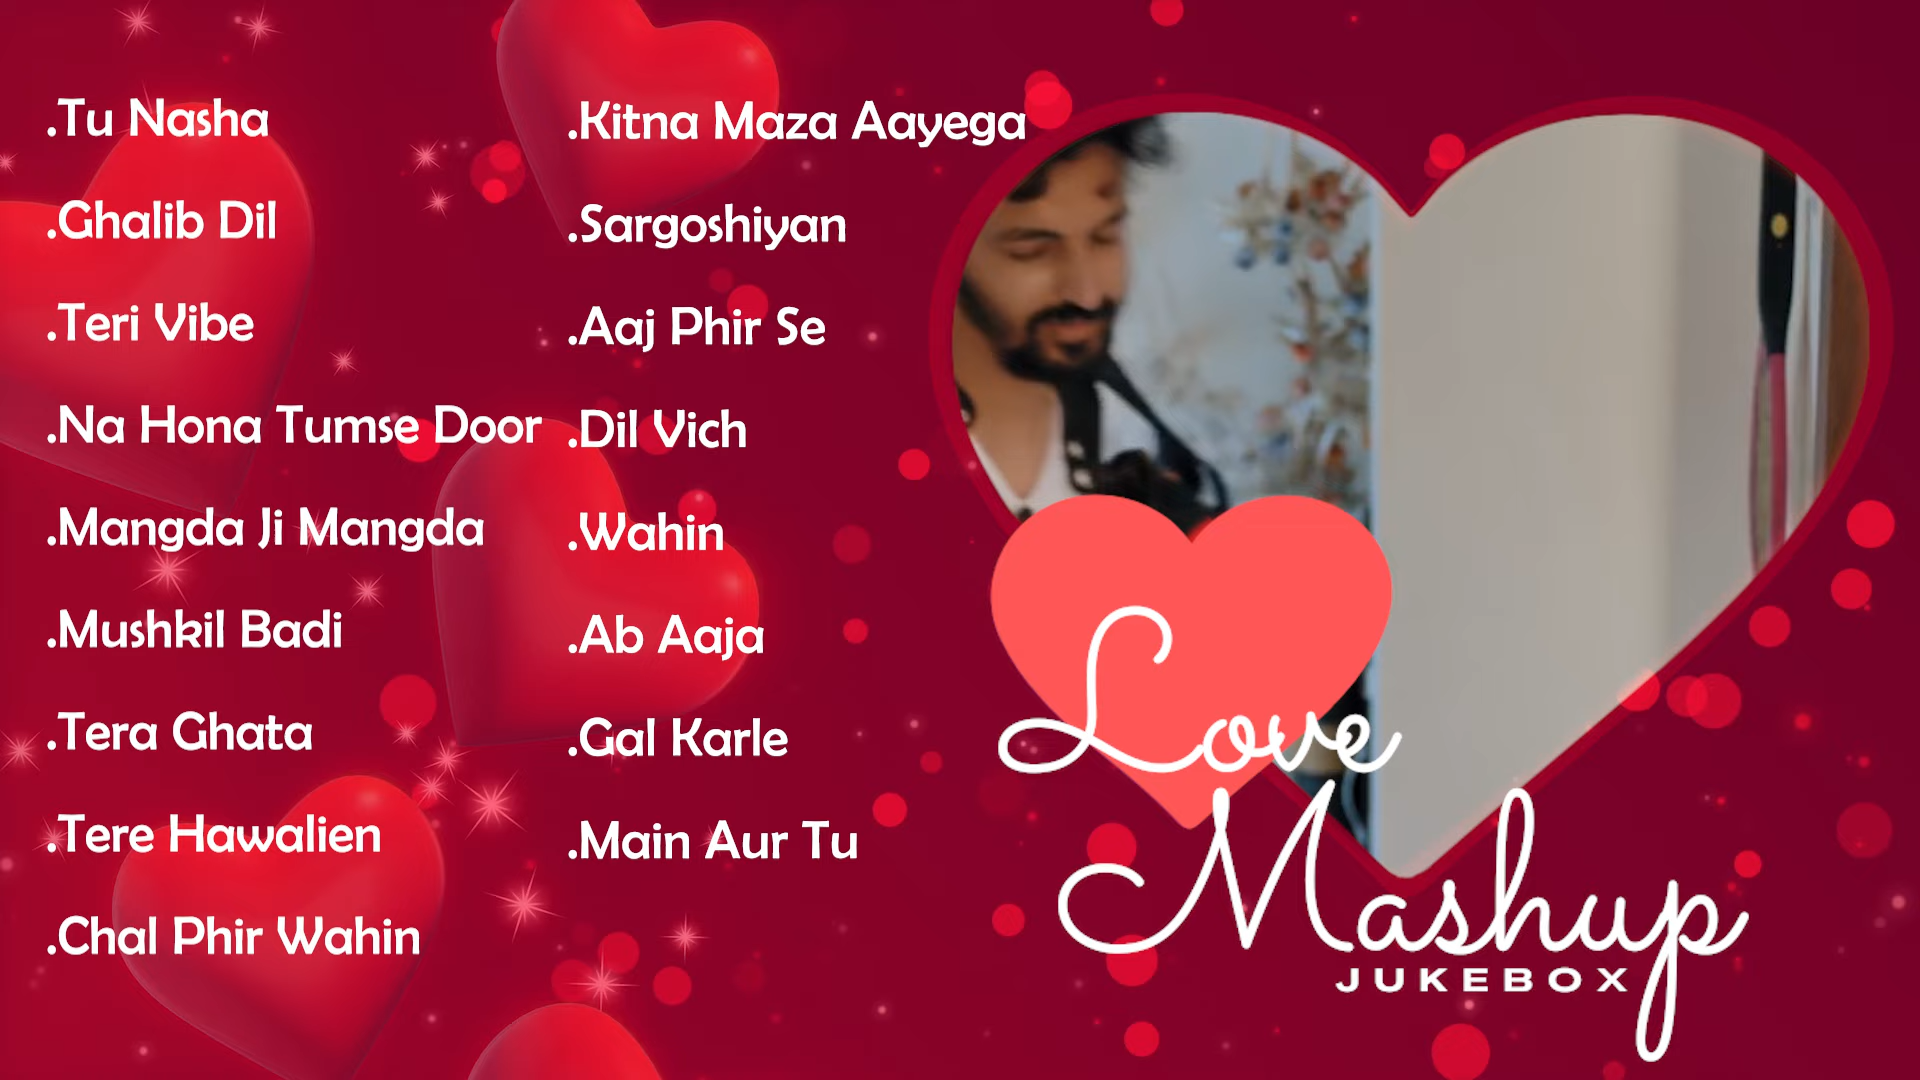 .Tu Nasha
.Ghalib Dil
.Teri Vibe
.Na Hona Tumse Door
.Mangda Ji Mangda
.Mushkil Badi
.Tera Ghata
.Tere Hawalien
.Chal Phir Wahin
.Kitna Maza Aayega
.Sargoshiyan
.Aaj Phir Se
.Dil Vich
.Wahin
.Ab Aaja
.Gal Karle
.Main Aur Tu
Love
Mashup
JUKEBOX